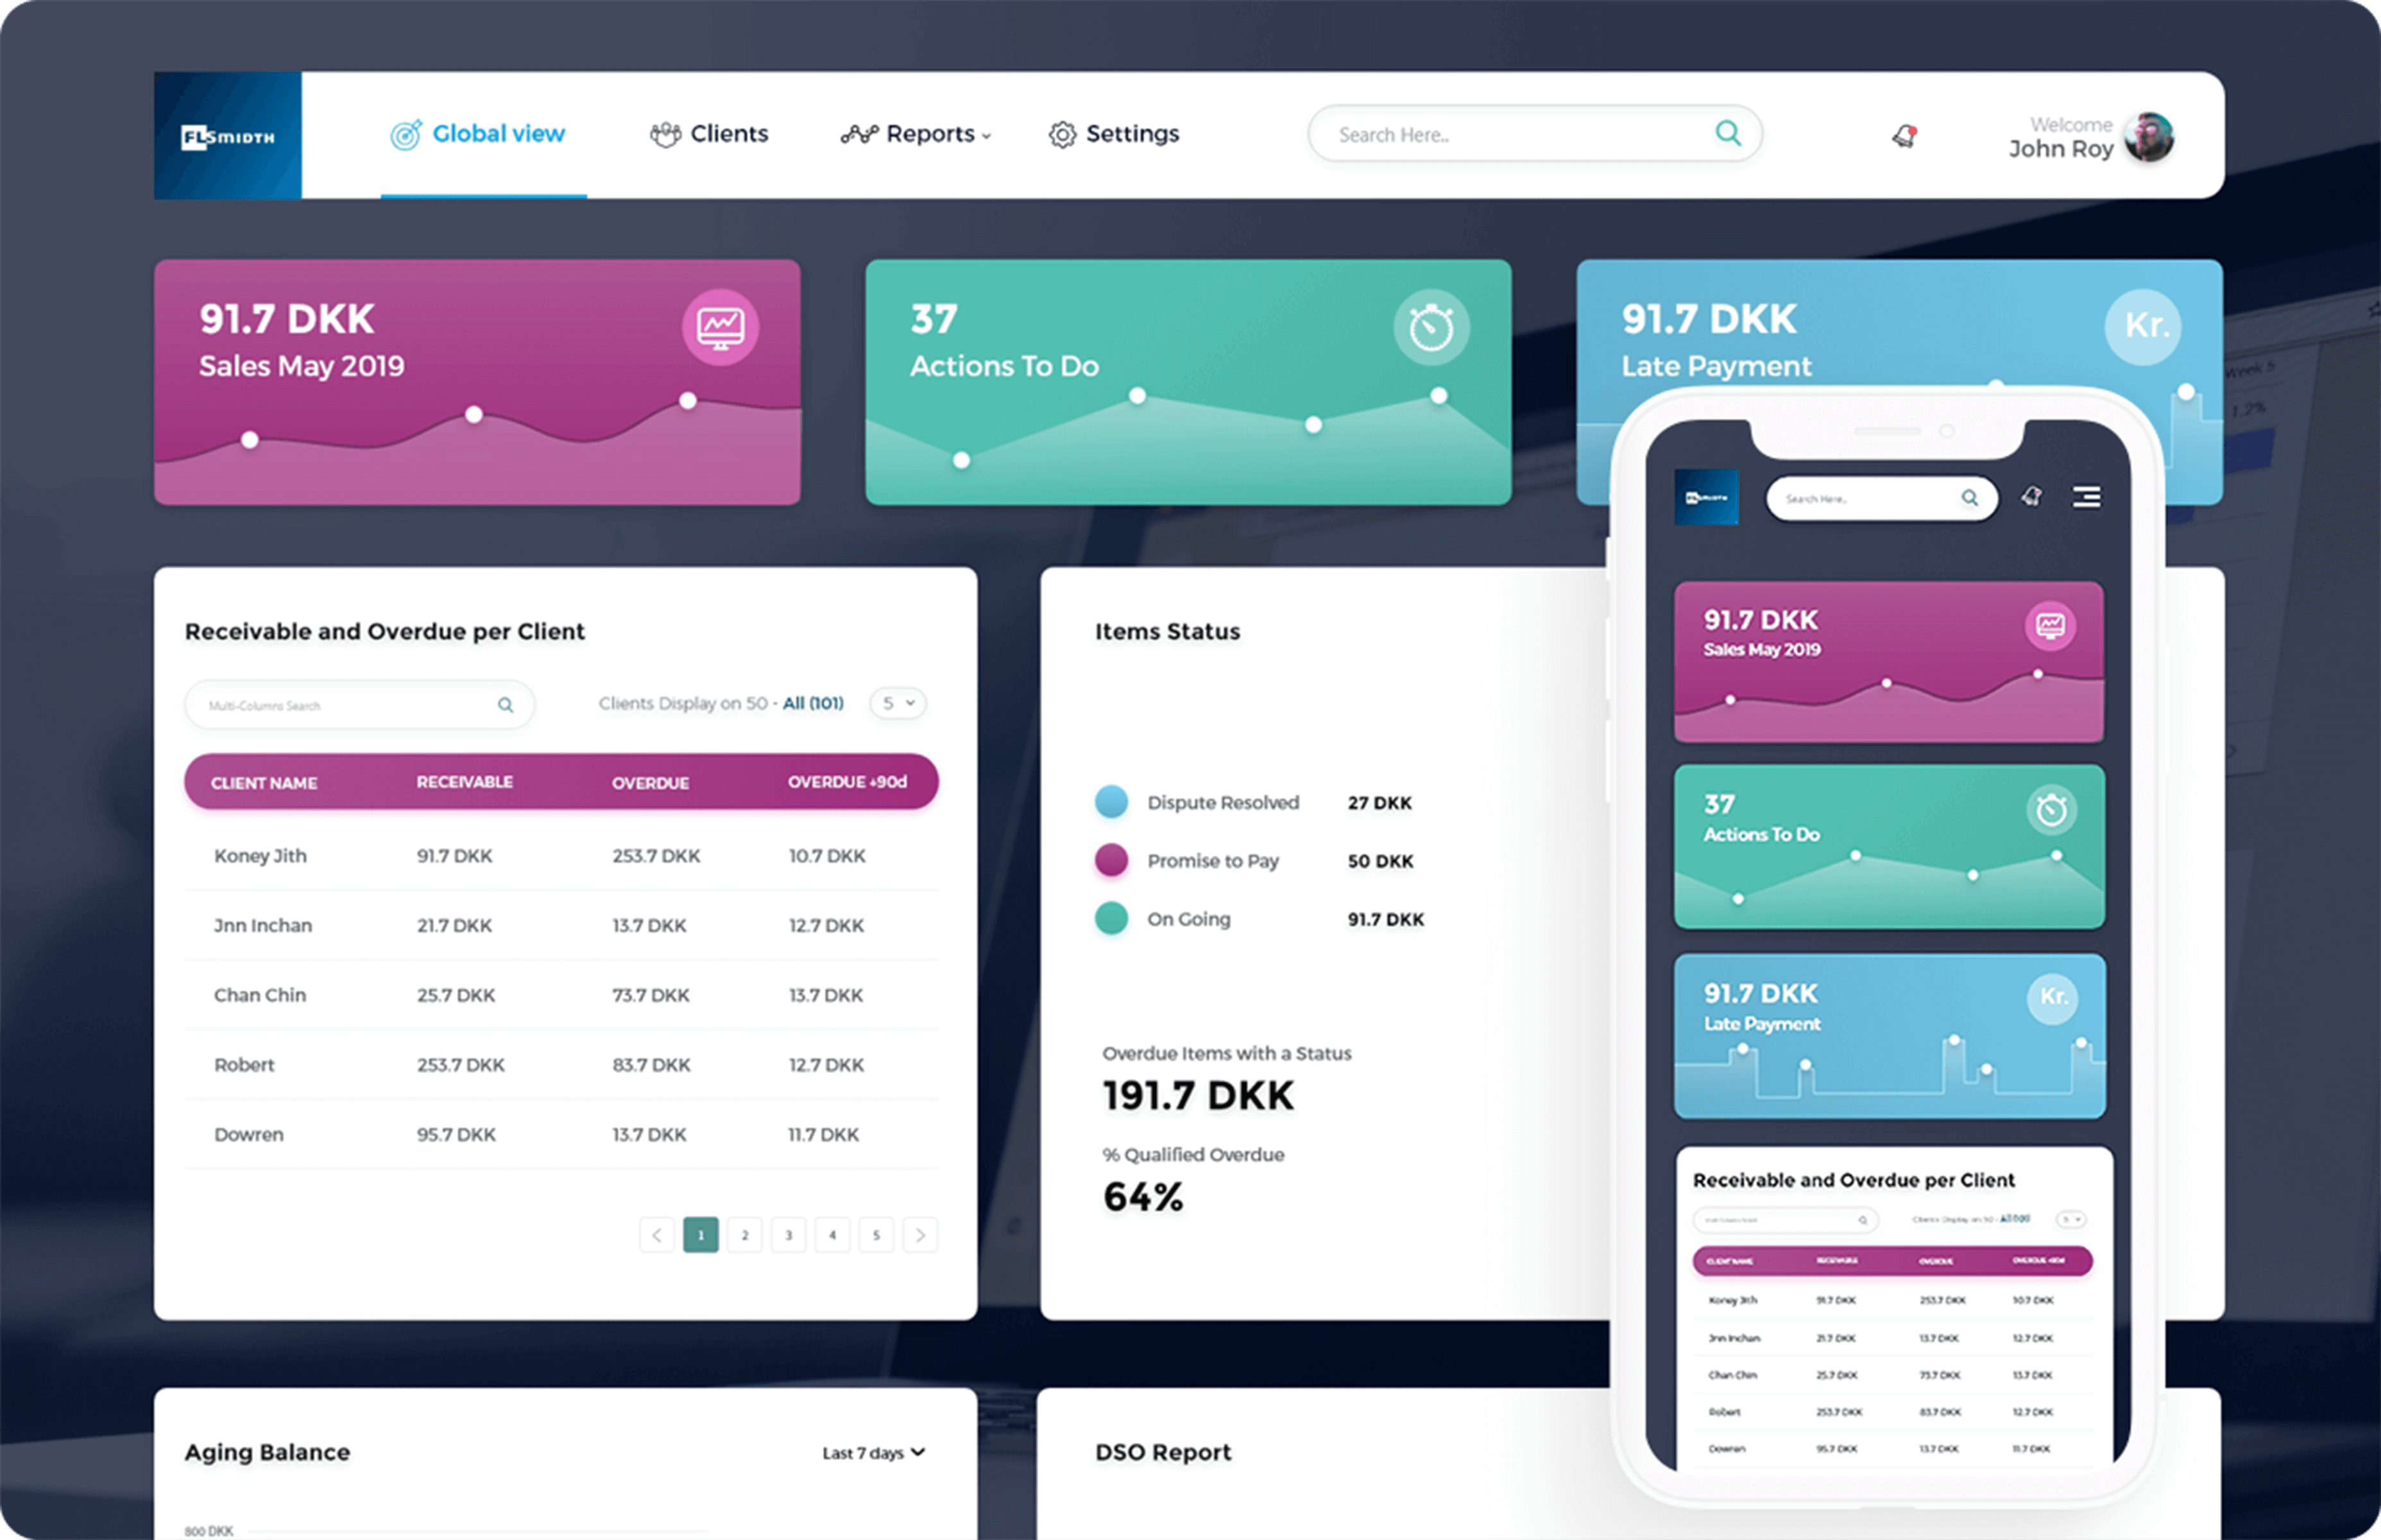 FLSMIDTH
Global view
Clients
Reports
Settings
Search Here..
Welcome
John Roy
91.7 DKK
Sales May 2019
37
Actions To Do
91.7 DKK
Kr.
Late Payment
Week 5
1.2%
Receivable and Overdue per Client
Multi-Columns Search
Clients Display on 50 - All (101)
5
CLIENT NAME RECEIVABLE OVERDUE OVERDUE +90d
Koney Jith 91.7 DKK 253.7 DKK 10.7 DKK
Jnn Inchan 21.7 DKK 13.7 DKK 12.7 DKK
Chan Chin 25.7 DKK 73.7 DKK 13.7 DKK
Robert 253.7 DKK 83.7 DKK 12.7 DKK
Dowren 95.7 DKK 13.7 DKK 11.7 DKK
1 2 3 4 5
Items Status
Dispute Resolved 27 DKK
Promise to Pay 50 DKK
On Going 91.7 DKK
Overdue Items with a Status
191.7 DKK
% Qualified Overdue
64%
Aging Balance
Last 7 days
800 DKK
DSO Report
FLSMIDTH
Search Here..
91.7 DKK
Sales May 2019
37
Actions To Do
91.7 DKK
Kr.
Late Payment
Receivable and Overdue per Client
Clients Display on 50 - All (101)
5
CLIENT NAME RECEIVABLE OVERDUE OVERDUE +90d
Koney Jith 91.7 DKK 253.7 DKK 10.7 DKK
Jnn Inchan 21.7 DKK 13.7 DKK 12.7 DKK
Chan Chin 25.7 DKK 73.7 DKK 13.7 DKK
Robert 253.7 DKK 83.7 DKK 12.7 DKK
Dowren 95.7 DKK 13.7 DKK 11.7 DKK